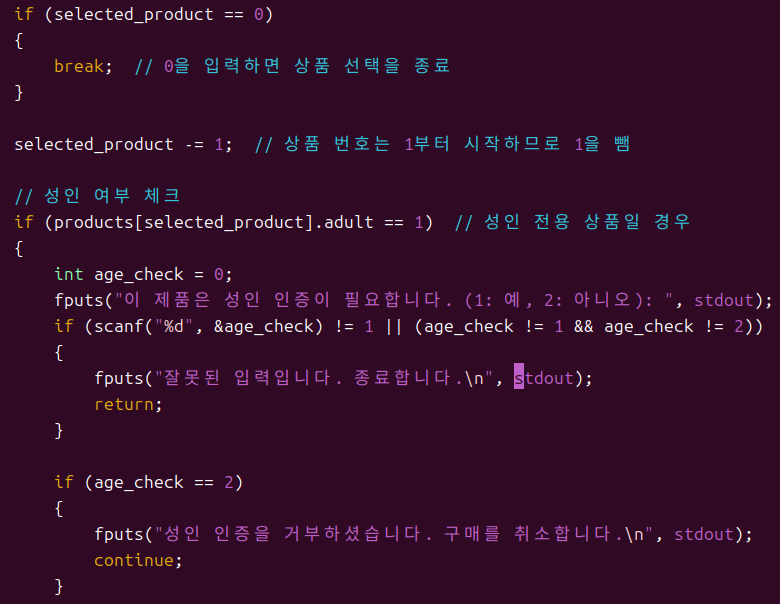 if (selected_product == 0)
{
    break;  // 0을 입력하면 상품 선택을 종료
}

selected_product -= 1;  // 상품 번호는 1부터 시작하므로 1을 뺌

// 성인 여부 체크
if (products[selected_product].adult == 1)  // 성인 전용 상품일 경우
{
    int age_check = 0;
    fputs("이 제품은 성인 인증이 필요합니다. (1: 예, 2: 아니오): ", stdout);
    if (scanf("%d", &age_check) != 1 || (age_check != 1 && age_check != 2))
    {
        fputs("잘못된 입력입니다. 종료합니다.\n", stdout);
        return;
    }

    if (age_check == 2)
    {
        fputs("성인 인증을 거부하셨습니다. 구매를 취소합니다.\n", stdout);
        continue;
    }